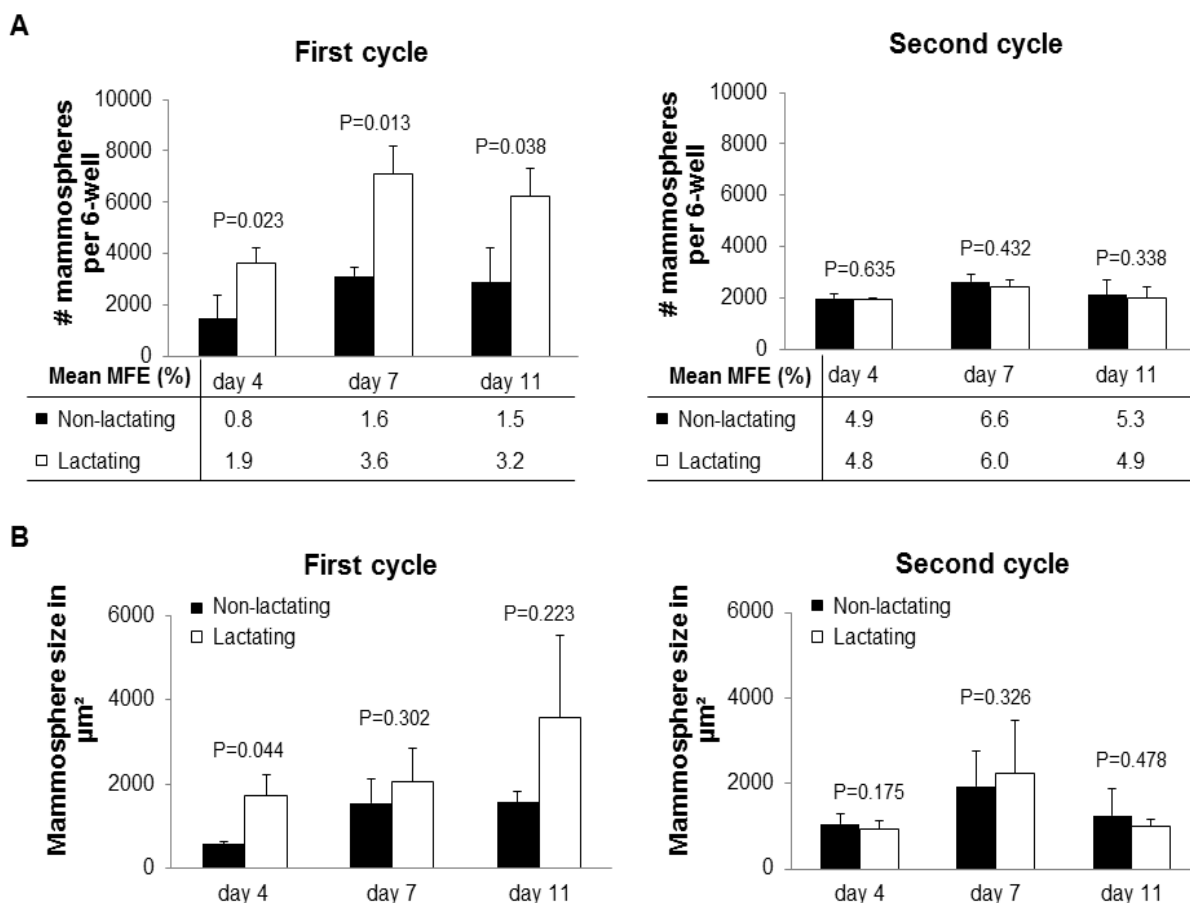 A
First cycle
# mammospheres
per 6-well
10000
8000
6000
4000
2000
0
P=0.023
P=0.013
P=0.038
Mean MFE (%) day 4 day 7 day 11
Non-lactating 0.8 1.6 1.5
Lactating 1.9 3.6 3.2
Second cycle
# mammospheres
per 6-well
10000
8000
6000
4000
2000
0
P=0.635
P=0.432
P=0.338
Mean MFE (%) day 4 day 7 day 11
Non-lactating 4.9 6.6 5.3
Lactating 4.8 6.0 4.9
B
First cycle
Mammosphere size in
µm²
6000
4000
2000
0
Non-lactating
Lactating
P=0.044
P=0.302
P=0.223
day 4 day 7 day 11
Second cycle
Mammosphere size in
µm²
6000
4000
2000
0
Non-lactating
Lactating
P=0.175
P=0.326
P=0.478
day 4 day 7 day 11